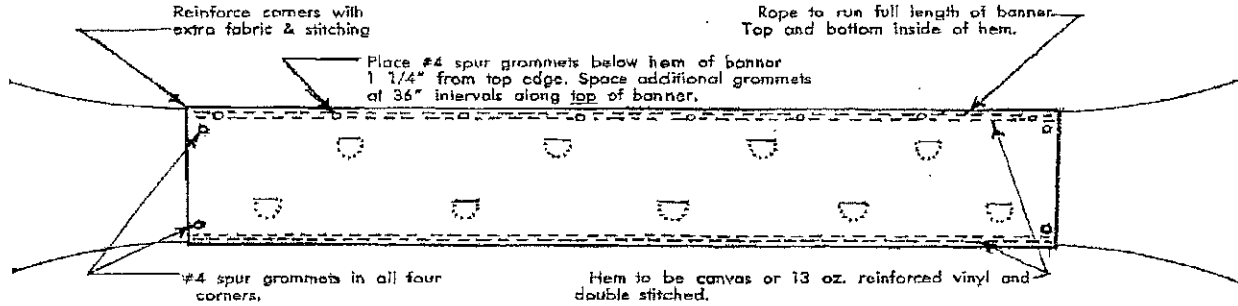 Reinforce corners with
extra fabric & stitching
Rope to run full length of banner
Top and bottom inside of hem.
Place #4 spur grommets below hem of banner
1 1/4" from top edge. Space additional grommets
at 36" intervals along top of banner.
#4 spur grommets in all four
corners.
Hem to be canvas or 13 oz. reinforced vinyl and
double stitched.